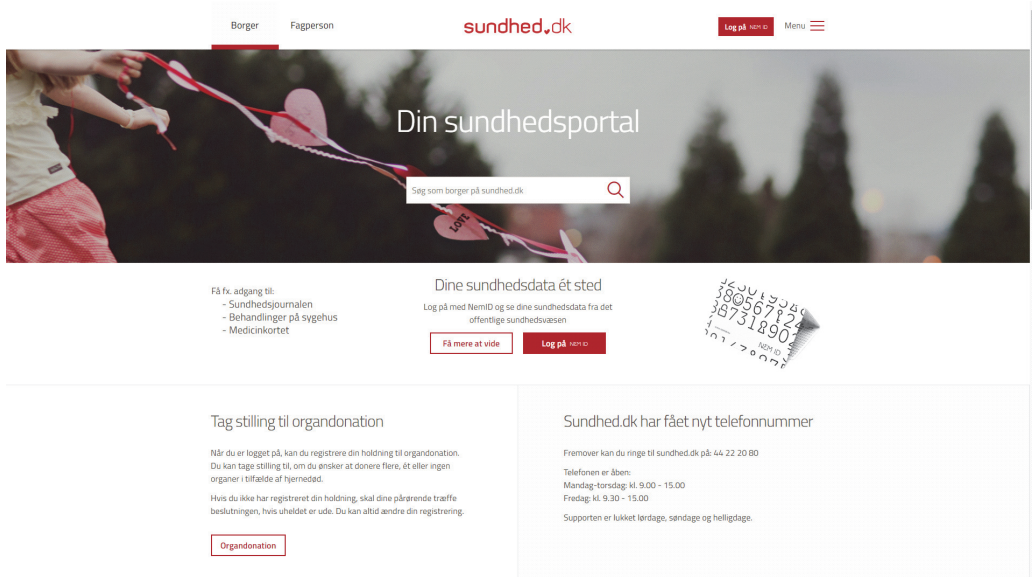 Borger
Fagperson
sundhed.dk
Log på NEM ID
Menu
Din sundhedsportal
Søg som borger på sundhed.dk
LOVE
Få fx. adgang til:
- Sundhedsjournalen
- Behandlinger på sygehus
- Medicinkortet
Dine sundhedsdata ét sted
Log på med NemID og se dine sundhedsdata fra det
offentlige sundhedsvæsen
Få mere at vide
Log på NEM ID
NEM ID
Tag stilling til organdonation
Når du er logget på, kan du registrere din holdning til organdonation.
Du kan tage stilling til, om du ønsker at donere flere, ét eller ingen
organer i tilfælde af hjernedød.
Hvis du ikke har registreret din holdning, skal dine pårørende træffe
beslutningen, hvis uheldet er ude. Du kan altid ændre din registrering.
Organdonation
Sundhed.dk har fået nyt telefonnummer
Fremover kan du ringe til sundhed.dk på: 44 22 20 80
Telefonen er åben:
Mandag-torsdag: kl. 9.00 - 15.00
Fredag: kl. 9.30 - 15.00
Supporten er lukket lørdage, søndage og helligdage.